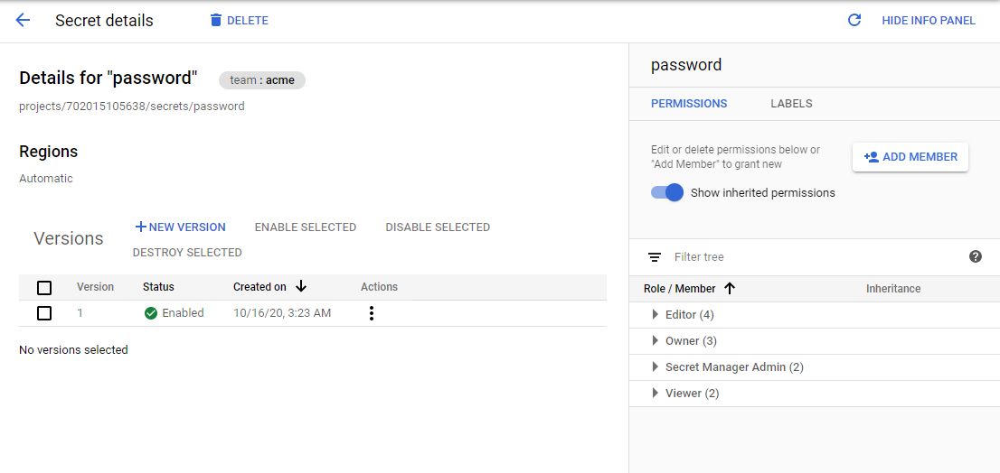 Secret details
DELETE
HIDE INFO PANEL
Details for "password"
team : acme
projects/702015105638/secrets/password
Regions
Automatic
Versions
NEW VERSION
ENABLE SELECTED
DISABLE SELECTED
DESTROY SELECTED
Version Status Created on Actions
1 Enabled 10/16/20, 3:23 AM
No versions selected
password
PERMISSIONS
LABELS
Edit or delete permissions below or
"Add Member" to grant new
ADD MEMBER
Show inherited permissions
Filter tree
Role / Member Inheritance
Editor (4)
Owner (3)
Secret Manager Admin (2)
Viewer (2)